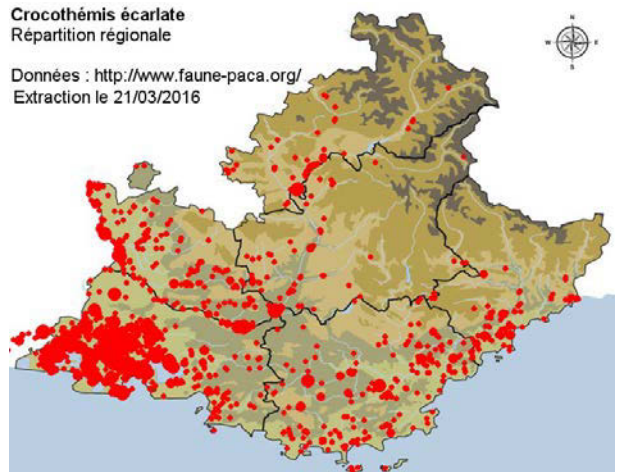 Crocothémis écarlate
Répartition régionale
Données : http://www.faune-paca.org/
Extraction le 21/03/2016
N
W
E
S